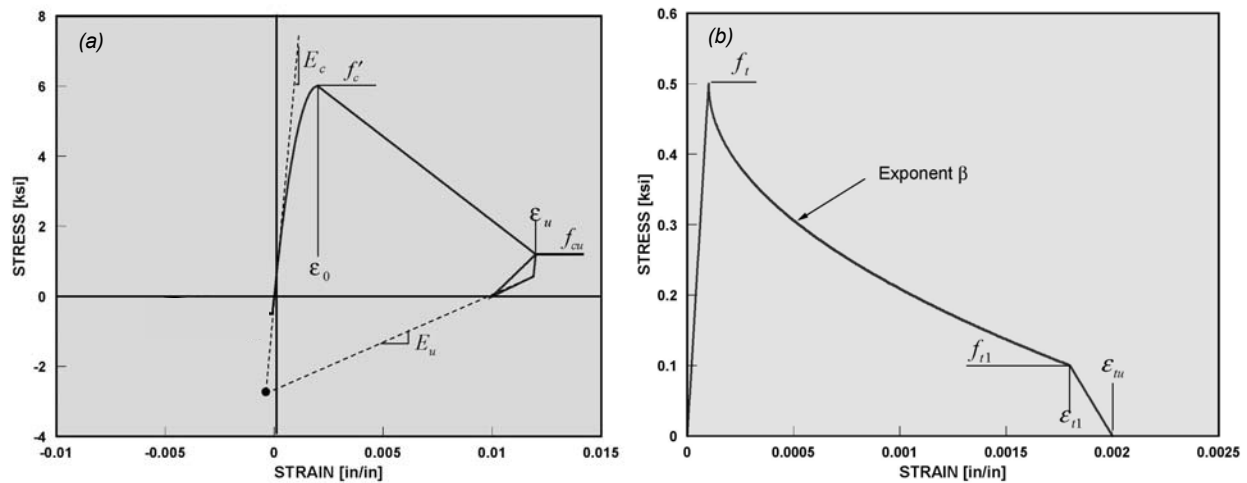 (a)
STRESS [ksi]
8
6
4
2
0
-2
-4
E_c
f'_c
ε_u
f_cu
ε_0
E_u
-0.01
-0.005
0
0.005
0.01
0.015
STRAIN [in/in]
(b)
STRESS [ksi]
0.6
0.5
0.4
0.3
0.2
0.1
0
f_t
Exponent β
f_t1
ε_tu
ε_t1
0
0.0005
0.001
0.0015
0.002
0.0025
STRAIN [in/in]